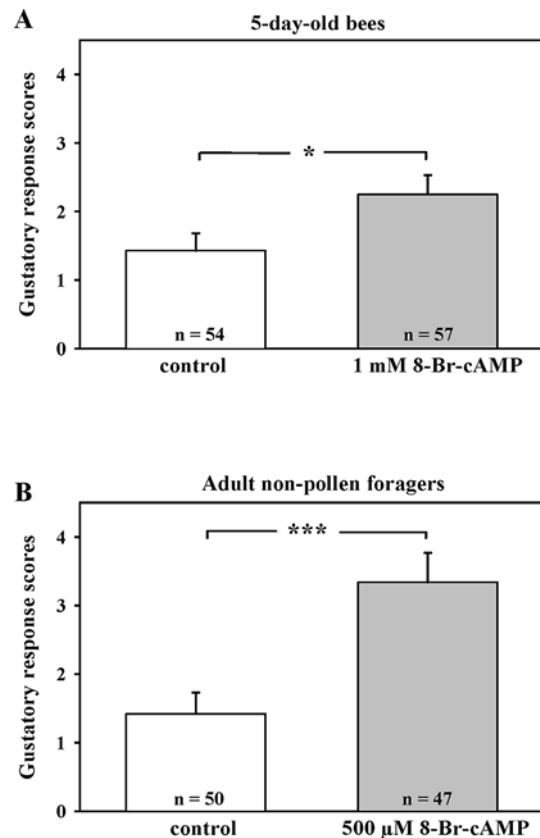 A
5-day-old bees
Gustatory response scores
4
3
2
1
0
*
n = 54
n = 57
control
1 mM 8-Br-cAMP
B
Adult non-pollen foragers
Gustatory response scores
4
3
2
1
0
***
n = 50
n = 47
control
500 µM 8-Br-cAMP